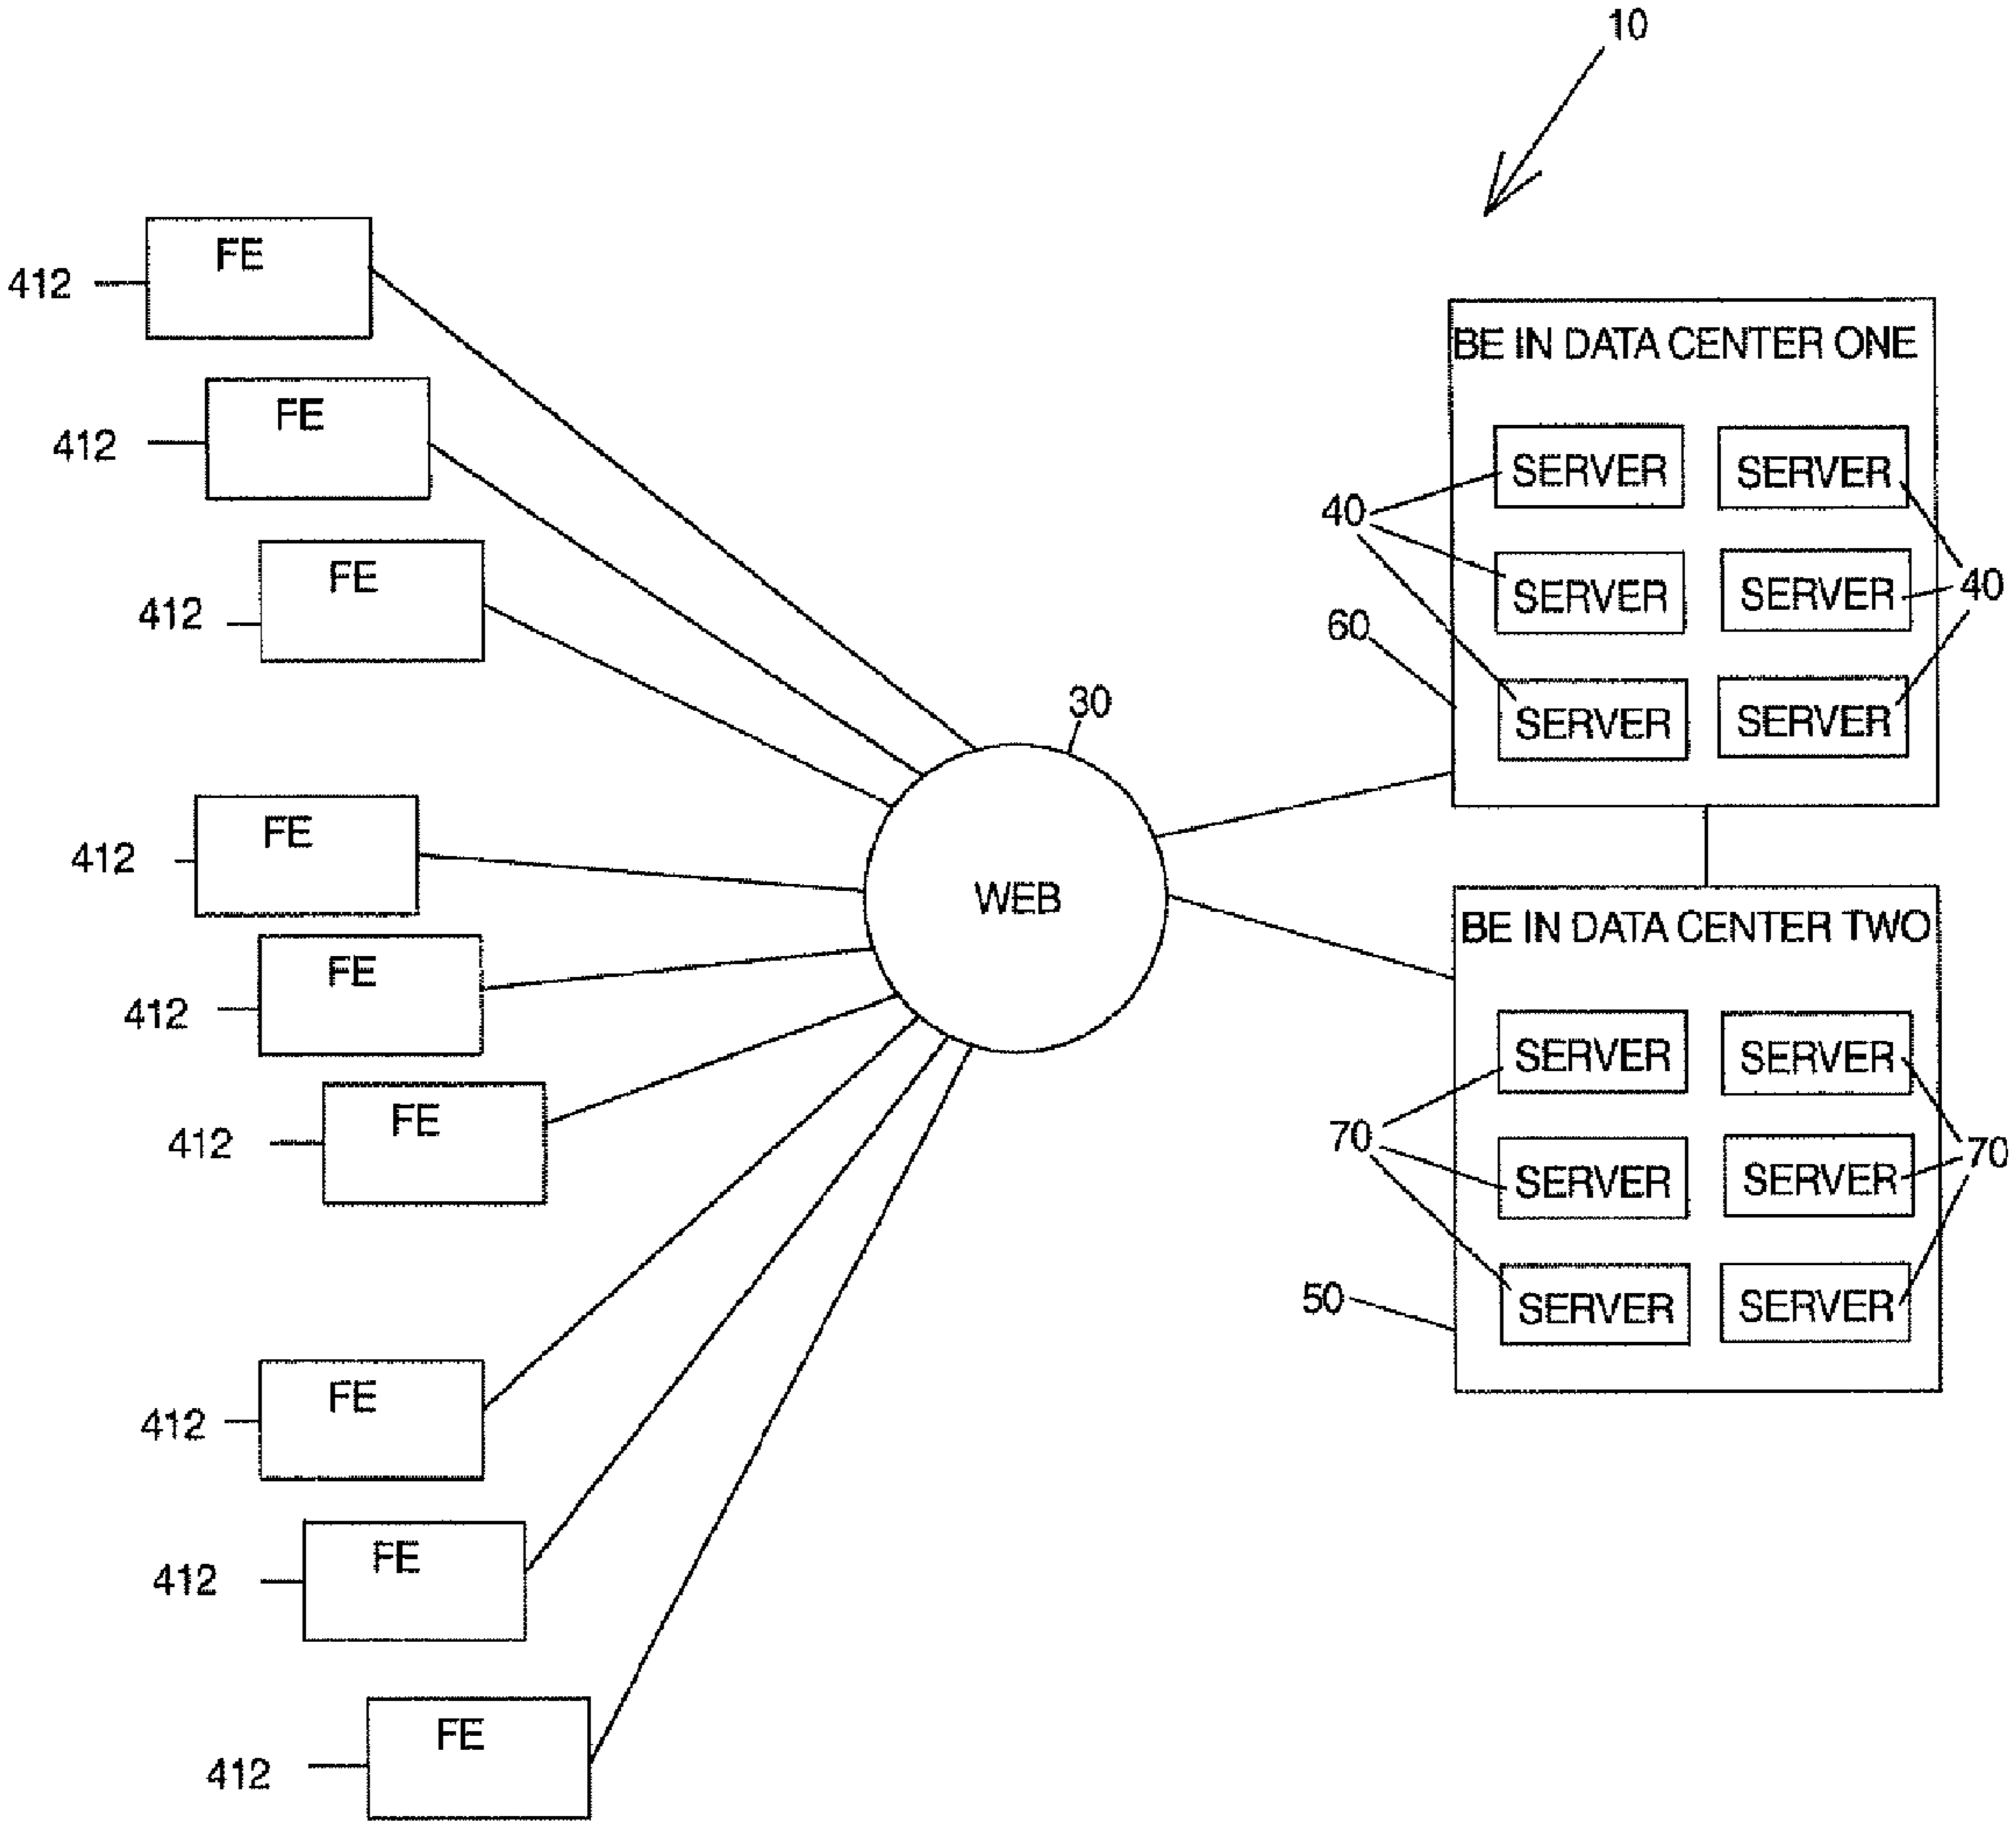 10
FE
412
FE
412
FE
412
FE
412
FE
412
FE
412
FE
412
FE
412
FE
412
30
WEB
BE IN DATA CENTER ONE
SERVER SERVER
40
SERVER SERVER
40
60
SERVER SERVER
BE IN DATA CENTER TWO
SERVER SERVER
70
70
SERVER SERVER
50
SERVER SERVER